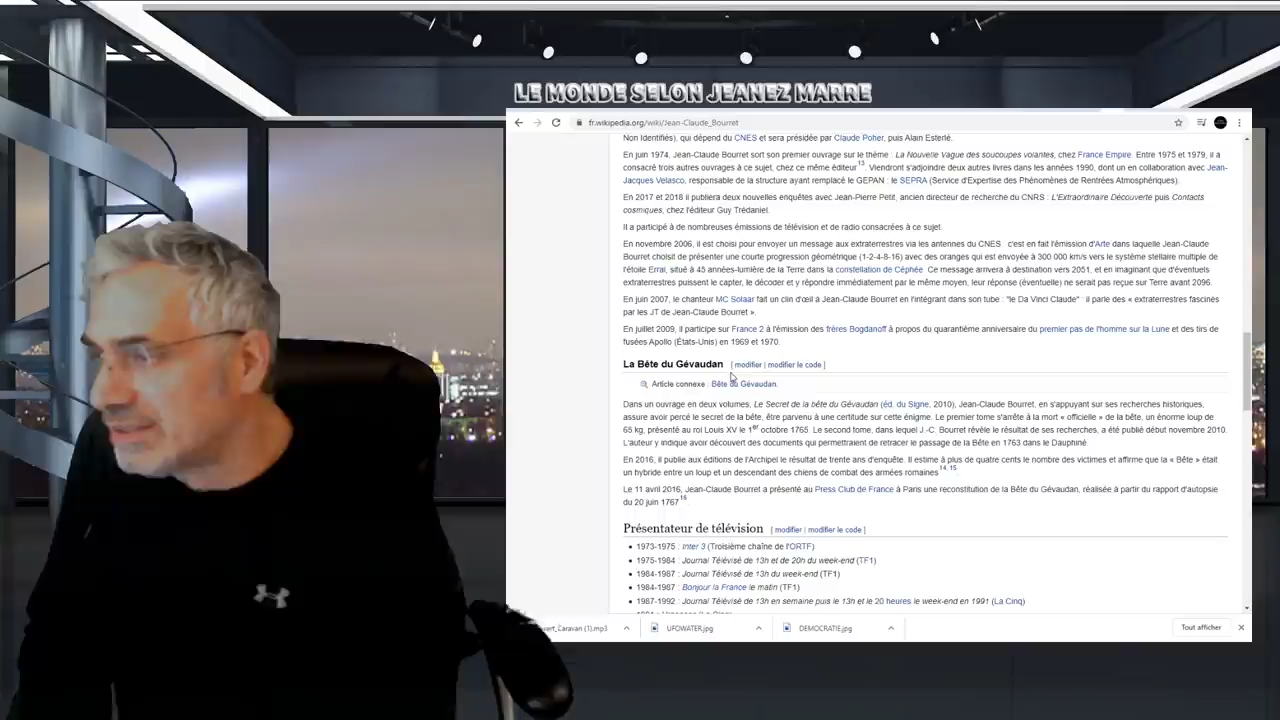 LE MONDE SELON JEANEZ MARRE
fr.wikipedia.org/wiki/Jean-Claude_Bourret
Non Identifiés), qui dépend du CNES et sera présidée par Claude Poher, puis Alain Esterlé.
En juin 1974, Jean-Claude Bourret sort son premier ouvrage sur le thème : La Nouvelle Vague des soucoupes volantes, chez France Empire. Entre 1975 et 1979, il a
consacré trois autres ouvrages à ce sujet, chez ce même éditeur13. Viendront s'adjoindre deux autres livres dans les années 1990, dont un en collaboration avec Jean-
Jacques Velasco, responsable de la structure ayant remplacé le GEPAN : le SEPRA (Service d'Expertise des Phénomènes de Rentrées Atmosphériques).
En 2017 et 2018 il publiera deux nouvelles enquêtes avec Jean-Pierre Petit, ancien directeur de recherche du CNRS : L'Extraordinaire Découverte puis Contacts
cosmiques, chez l'éditeur Guy Trédaniel.
Il a participé à de nombreuses émissions de télévision et de radio consacrées à ce sujet.
En novembre 2006, il est choisi pour envoyer un message aux extraterrestres via les antennes du CNES : c'est en fait l'émission d'Arte dans laquelle Jean-Claude
Bourret choisit de présenter une courte progression géométrique (1-2-4-8-16) avec des oranges qui est envoyée à 300 000 km/s vers le système stellaire multiple de
l'étoile Errai, situé à 45 années-lumière de la Terre dans la constellation de Céphée. Ce message arrivera à destination vers 2051, et en imaginant que d'éventuels
extraterrestres puissent le capter, le décoder et y répondre immédiatement par le même moyen, leur réponse (éventuelle) ne serait pas reçue sur Terre avant 2096.
En juin 2007, le chanteur MC Solaar fait un clin d'œil à Jean-Claude Bourret en l'intégrant dans son tube : "le Da Vinci Claude" : il parle des « extraterrestres fascinés
par les JT de Jean-Claude Bourret ».
En juillet 2009, il participe sur France 2 à l'émission des frères Bogdanoff à propos du quarantième anniversaire du premier pas de l'homme sur la Lune et des tirs de
fusées Apollo (États-Unis) en 1969 et 1970.
La Bête du Gévaudan [ modifier | modifier le code ]
Article connexe : Bête du Gévaudan.
Dans un ouvrage en deux volumes, Le Secret de la bête du Gévaudan (éd. du Signe, 2010), Jean-Claude Bourret, en s'appuyant sur ses recherches historiques,
assure avoir percé le secret de la bête, être parvenu à une certitude sur cette énigme. Le premier tome s'arrête à la mort « officielle » de la bête, un énorme loup de
65 kg, présenté au roi Louis XV le 1er octobre 1765. Le second tome, dans lequel J.-C. Bourret révèle le résultat de ses recherches, a été publié début novembre 2010.
L'auteur y indique avoir découvert des documents qui permettraient de retracer le passage de la Bête en 1763 dans le Dauphiné.
En 2016, il publie aux éditions de l'Archipel le résultat de trente ans d'enquête. Il estime à plus de quatre cents le nombre des victimes et affirme que la « Bête » était
un hybride entre un loup et un descendant des chiens de combat des armées romaines14, 15
Le 11 avril 2016, Jean-Claude Bourret a présenté au Press Club de France à Paris une reconstitution de la Bête du Gévaudan, réalisée à partir du rapport d'autopsie
du 20 juin 176716.
Présentateur de télévision [ modifier | modifier le code ]
• 1973-1975 : Inter 3 (Troisième chaîne de l'ORTF)
• 1975-1984 : Journal Télévisé de 13h et de 20h du week-end (TF1)
• 1984-1987 : Journal Télévisé de 13h du week-end (TF1)
• 1984-1987 : Bonjour la France le matin (TF1)
• 1987-1992 : Journal Télévisé de 13h en semaine puis le 13h et le 20 heures le week-end en 1991 (La Cinq)
(1).mp3 UFOWATER.jpg DEMOCRATIE.jpg Tout afficher